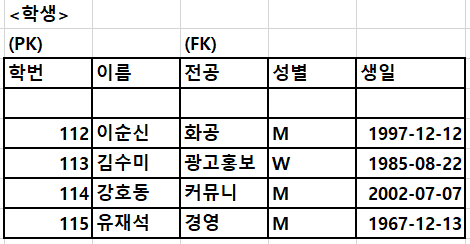 <학생>
(PK) (FK)
학번 이름 전공 성별 생일
112 이순신 화공 M 1997-12-12
113 김수미 광고홍보 W 1985-08-22
114 강호동 커뮤니 M 2002-07-07
115 유재석 경영 M 1967-12-13